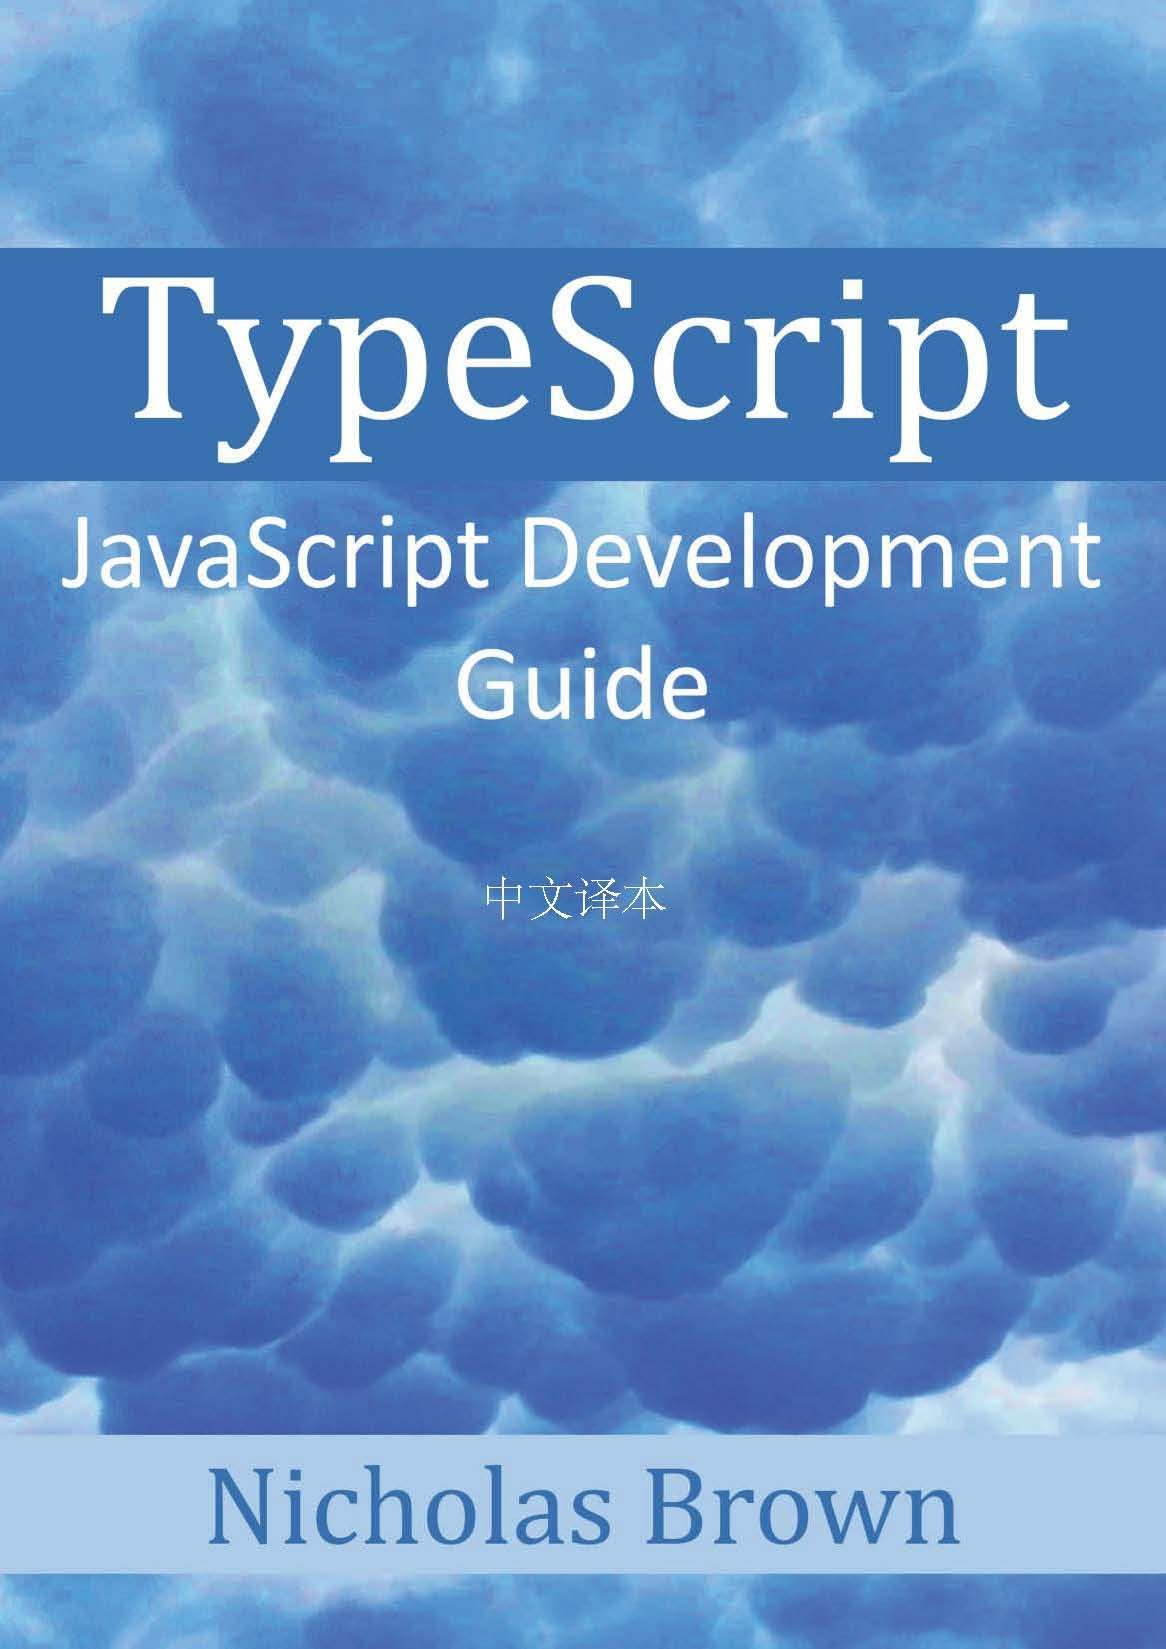 TypeScript
JavaScript Development
Guide
中文译本
Nicholas Brown